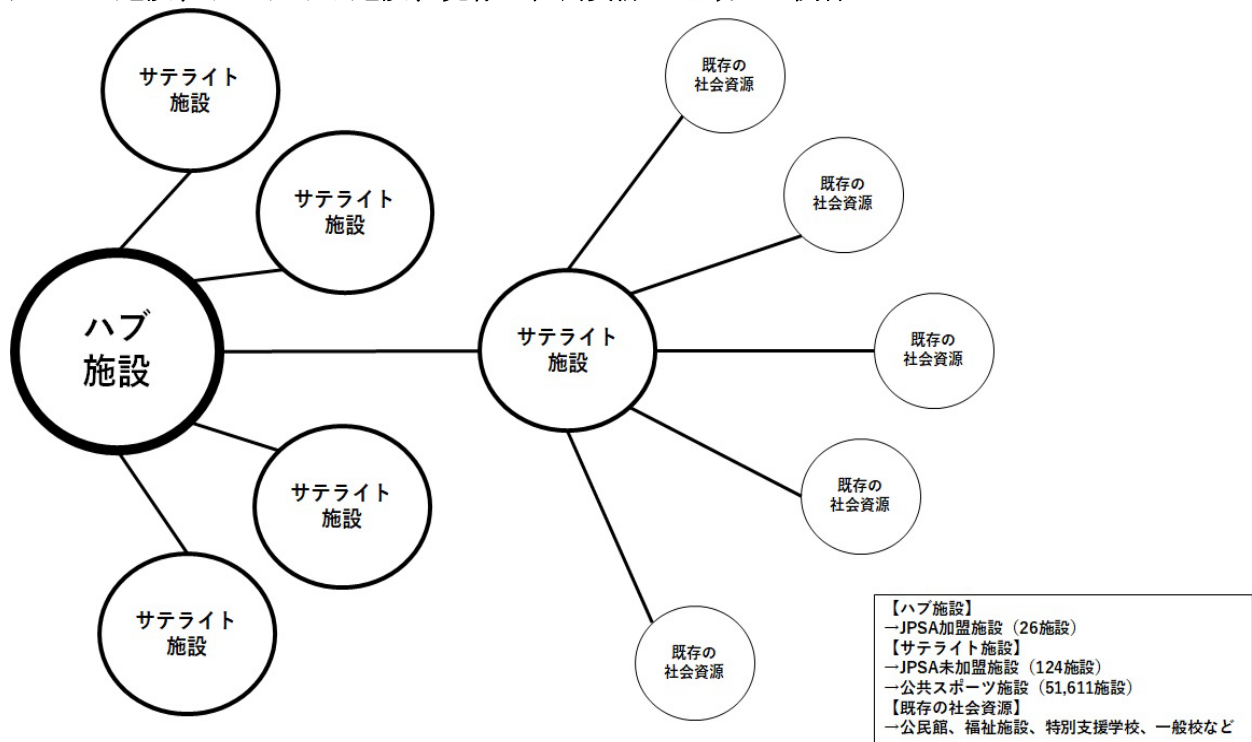 サテライト
施設
サテライト
施設
ハブ
施設
サテライト
施設
サテライト
施設
サテライト
施設
既存の
社会資源
既存の
社会資源
既存の
社会資源
既存の
社会資源
既存の
社会資源
【ハブ施設】
→JPSA加盟施設（26施設）
【サテライト施設】
→JPSA未加盟施設（124施設）
→公共スポーツ施設（51,611施設）
【既存の社会資源】
→公民館、福祉施設、特別支援学校、一般校など